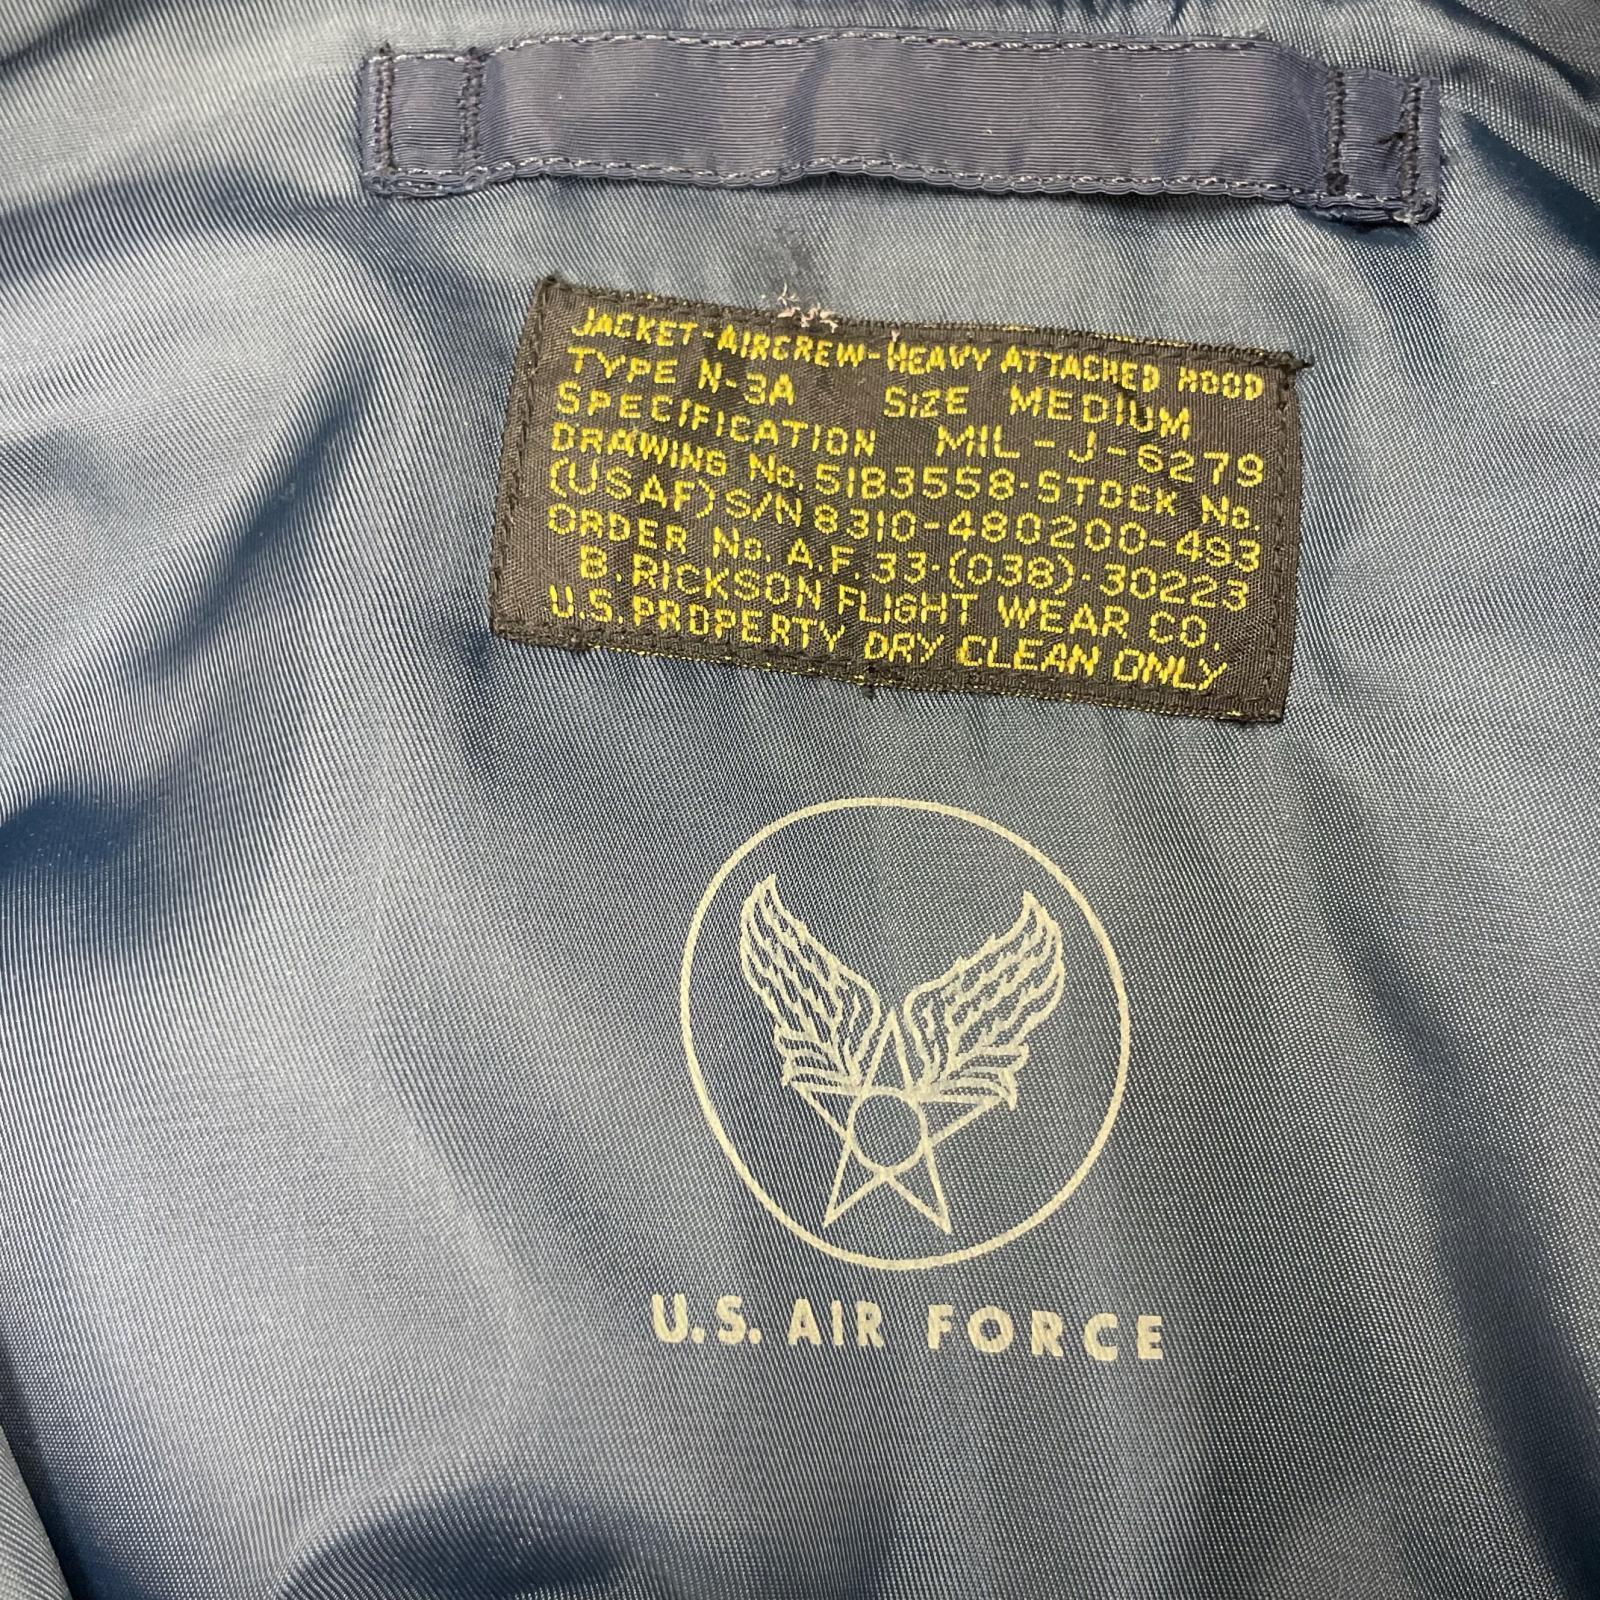 JACKET-AIRCREW-HEAVY ATTACHED HOOD
TYPE N-3A SIZE MEDIUM
SPECIFICATION MIL-J-6279
DRAWING No. 51B3558-STOCK No.
(USAF) S/N 8310-480200-493
ORDER No. A.F. 33-(038)-30223
B. RICKSON FLIGHT WEAR CO.
U.S. PROPERTY DRY CLEAN ONLY
U.S. AIR FORCE